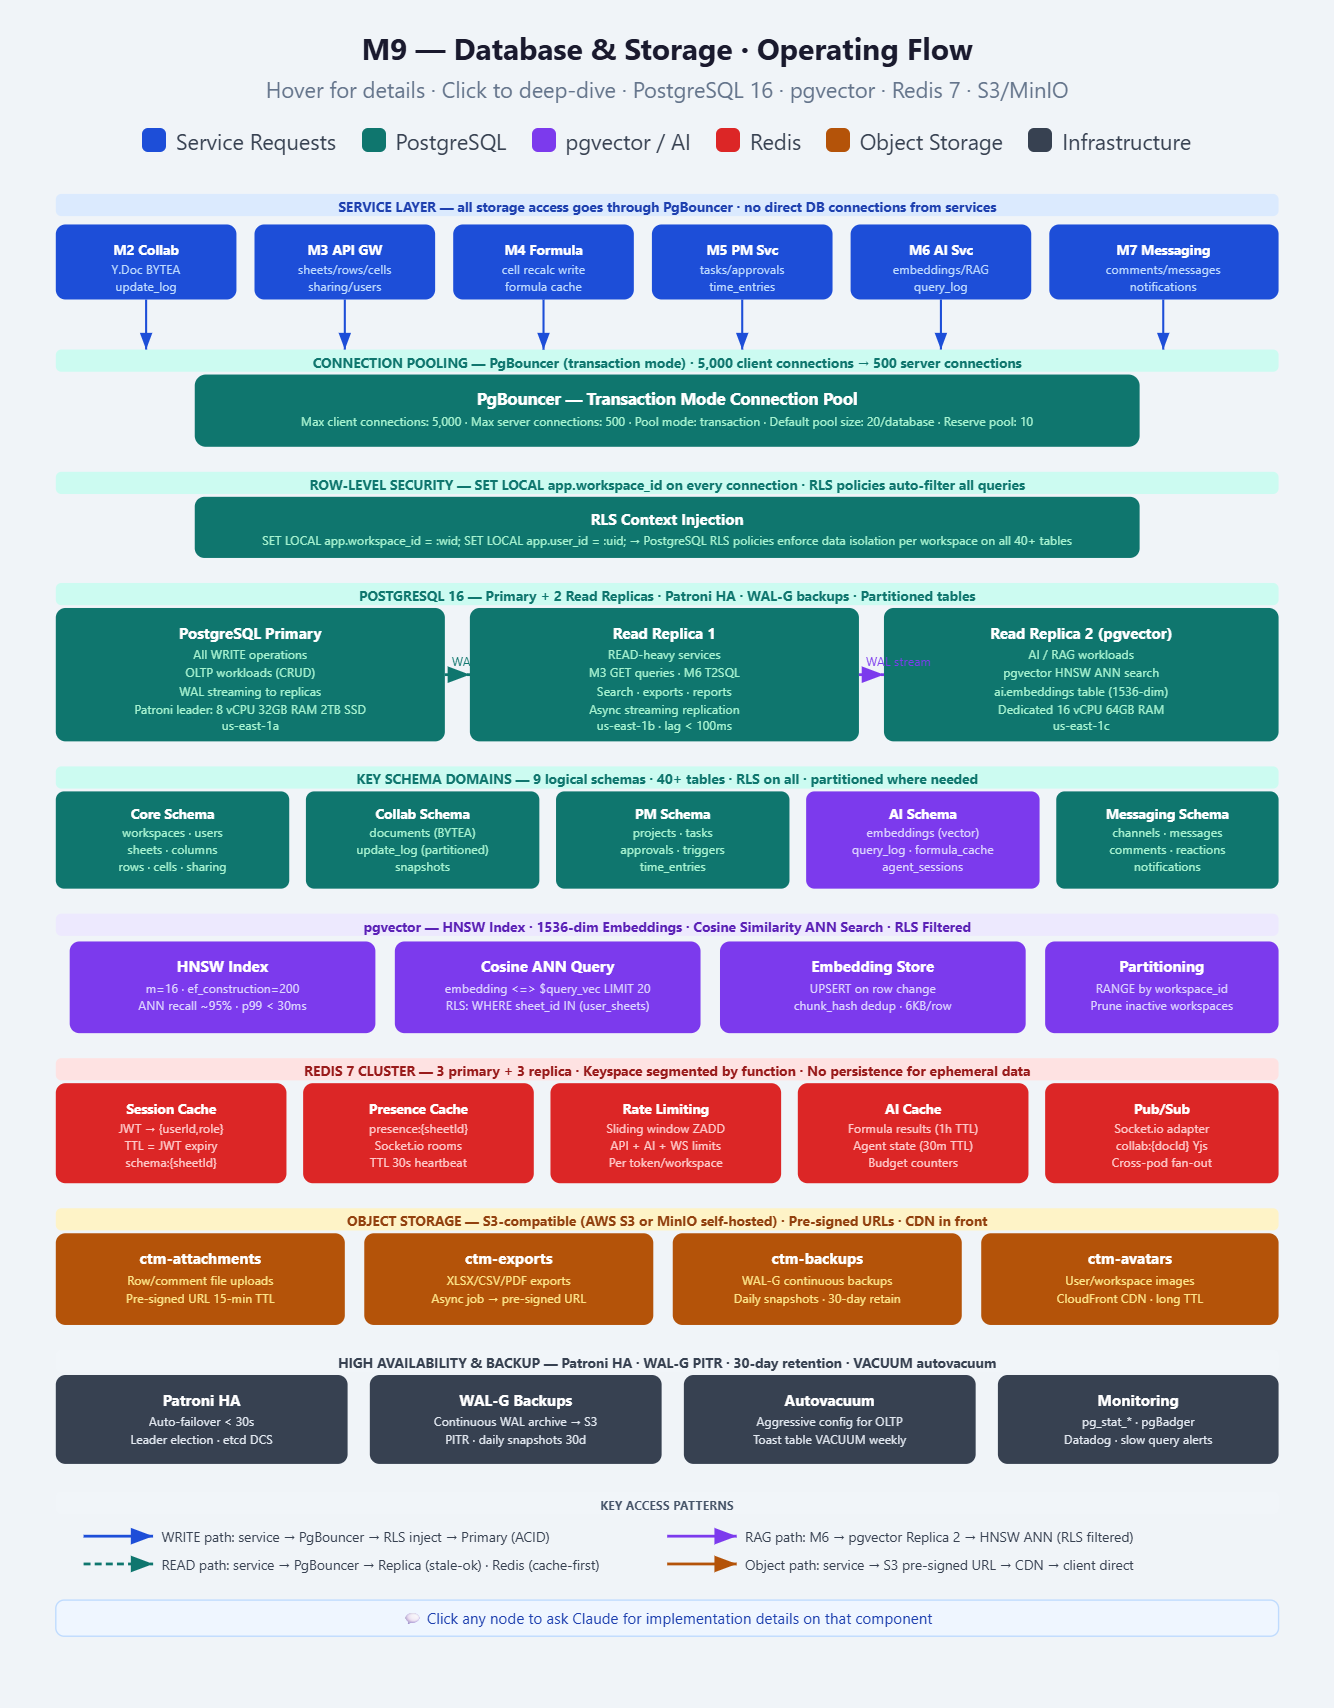 M9 — Database & Storage · Operating Flow
Hover for details · Click to deep-dive · PostgreSQL 16 · pgvector · Redis 7 · S3/MinIO
Service Requests
PostgreSQL
pgvector / AI
Redis
Object Storage
Infrastructure
SERVICE LAYER — all storage access goes through PgBouncer · no direct DB connections from services
M2 Collab
Y.Doc BYTEA
update_log
M3 API GW
sheets/rows/cells
sharing/users
M4 Formula
cell recalc write
formula cache
M5 PM Svc
tasks/approvals
time_entries
M6 AI Svc
embeddings/RAG
query_log
M7 Messaging
comments/messages
notifications
CONNECTION POOLING — PgBouncer (transaction mode) · 5,000 client connections → 500 server connections
PgBouncer — Transaction Mode Connection Pool
Max client connections: 5,000 · Max server connections: 500 · Pool mode: transaction · Default pool size: 20/database · Reserve pool: 10
ROW-LEVEL SECURITY — SET LOCAL app.workspace_id on every connection · RLS policies auto-filter all queries
RLS Context Injection
SET LOCAL app.workspace_id = :wid; SET LOCAL app.user_id = :uid; → PostgreSQL RLS policies enforce data isolation per workspace on all 40+ tables
POSTGRESQL 16 — Primary + 2 Read Replicas · Patroni HA · WAL-G backups · Partitioned tables
PostgreSQL Primary
All WRITE operations
OLTP workloads (CRUD)
WAL streaming to replicas
Patroni leader: 8 vCPU 32GB RAM 2TB SSD
us-east-1a
Read Replica 1
READ-heavy services
M3 GET queries · M6 T2SQL
Search · exports · reports
Async streaming replication
us-east-1b · lag < 100ms
WAL stream
Read Replica 2 (pgvector)
AI / RAG workloads
pgvector HNSW ANN search
ai.embeddings table (1536-dim)
Dedicated 16 vCPU 64GB RAM
us-east-1c
KEY SCHEMA DOMAINS — 9 logical schemas · 40+ tables · RLS on all · partitioned where needed
Core Schema
workspaces · users
sheets · columns
rows · cells · sharing
Collab Schema
documents (BYTEA)
update_log (partitioned)
snapshots
PM Schema
projects · tasks
approvals · triggers
time_entries
AI Schema
embeddings (vector)
query_log · formula_cache
agent_sessions
Messaging Schema
channels · messages
comments · reactions
notifications
pgvector — HNSW Index · 1536-dim Embeddings · Cosine Similarity ANN Search · RLS Filtered
HNSW Index
m=16 · ef_construction=200
ANN recall ~95% · p99 < 30ms
Cosine ANN Query
embedding <=> $query_vec LIMIT 20
RLS: WHERE sheet_id IN (user_sheets)
Embedding Store
UPSERT on row change
chunk_hash dedup · 6KB/row
Partitioning
RANGE by workspace_id
Prune inactive workspaces
REDIS 7 CLUSTER — 3 primary + 3 replica · Keyspace segmented by function · No persistence for ephemeral data
Session Cache
JWT → {userId,role}
TTL = JWT expiry
schema:{sheetId}
Presence Cache
presence:{sheetId}
Socket.io rooms
TTL 30s heartbeat
Rate Limiting
Sliding window ZADD
API + AI + WS limits
Per token/workspace
AI Cache
Formula results (1h TTL)
Agent state (30m TTL)
Budget counters
Pub/Sub
Socket.io adapter
collab:{docId} Yjs
Cross-pod fan-out
OBJECT STORAGE — S3-compatible (AWS S3 or MinIO self-hosted) · Pre-signed URLs · CDN in front
ctm-attachments
Row/comment file uploads
Pre-signed URL 15-min TTL
ctm-exports
XLSX/CSV/PDF exports
Async job → pre-signed URL
ctm-backups
WAL-G continuous backups
Daily snapshots · 30-day retain
ctm-avatars
User/workspace images
CloudFront CDN · long TTL
HIGH AVAILABILITY & BACKUP — Patroni HA · WAL-G PITR · 30-day retention · VACUUM autovacuum
Patroni HA
Auto-failover < 30s
Leader election · etcd DCS
WAL-G Backups
Continuous WAL archive → S3
PITR · daily snapshots 30d
Autovacuum
Aggressive config for OLTP
Toast table VACUUM weekly
Monitoring
pg_stat_* · pgBadger
Datadog · slow query alerts
KEY ACCESS PATTERNS
WRITE path: service → PgBouncer → RLS inject → Primary (ACID)
RAG path: M6 → pgvector Replica 2 → HNSW ANN (RLS filtered)
READ path: service → PgBouncer → Replica (stale-ok) · Redis (cache-first)
Object path: service → S3 pre-signed URL → CDN → client direct
Click any node to ask Claude for implementation details on that component